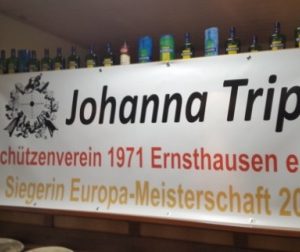 Johanna Trip
chützenverein 1971 Ernsthausen e
Siegerin Europa-Meisterschaft 20